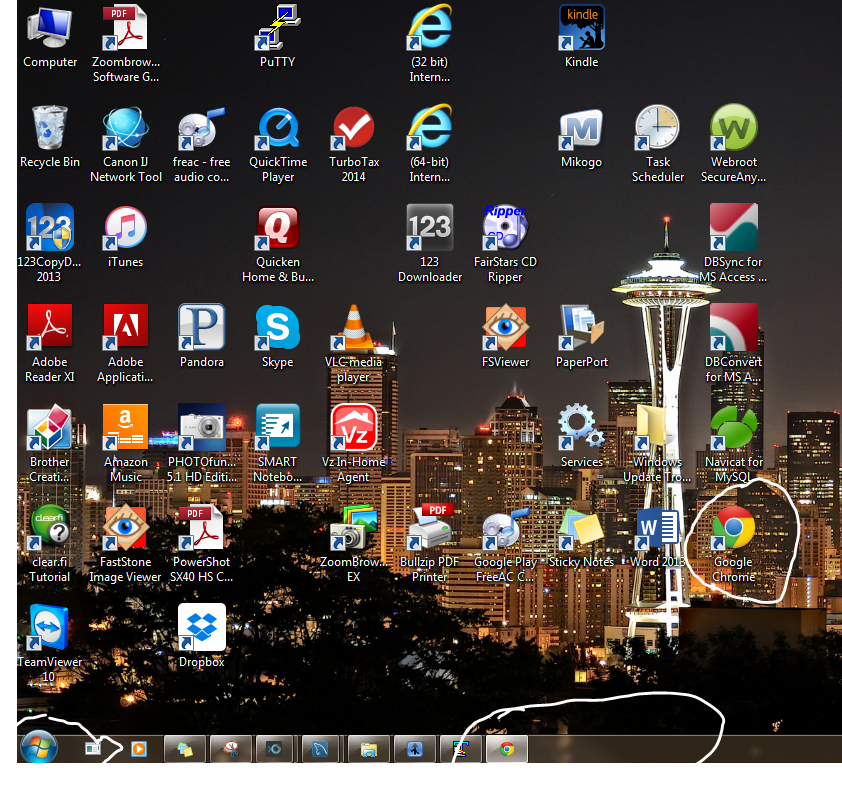 PDF
kindle
Computer
Zoombrow...
Software G...
PuTTY
(32 bit)
Intern...
Kindle
M
W
Recycle Bin
Canon IJ
Network Tool
freac - free
audio co...
QuickTime
Player
TurboTax
2014
(64-bit)
Intern...
Mikogo
Task
Scheduler
Webroot
SecureAny...
123
Q
123
Ripper
CD
123CopyD...
2013
iTunes
Quicken
Home & Bu...
123
Downloader
FairStars CD
Ripper
DBSync for
MS Access ...
P
S
Adobe
Reader XI
Adobe
Applicati...
Pandora
Skype
VLC media
player
FSViewer
PaperPort
DBConvert
for MS A...
a
Vz
Brother
Creati...
Amazon
Music
PHOTOfun...
5.1 HD Editi...
SMART
Notebo...
Vz In-Home
Agent
Services
Windows
Update Tro...
Navicat for
MySQL
clearfi
?
PDF
PDF
W
clear.fi
Tutorial
FastStone
Image Viewer
PowerShot
SX40 HS C...
ZoomBrow...
EX
Bullzip PDF
Printer
Google Play
FreeAC C...
Sticky Notes
Word 2013
Google
Chrome
TeamViewer
10
Dropbox